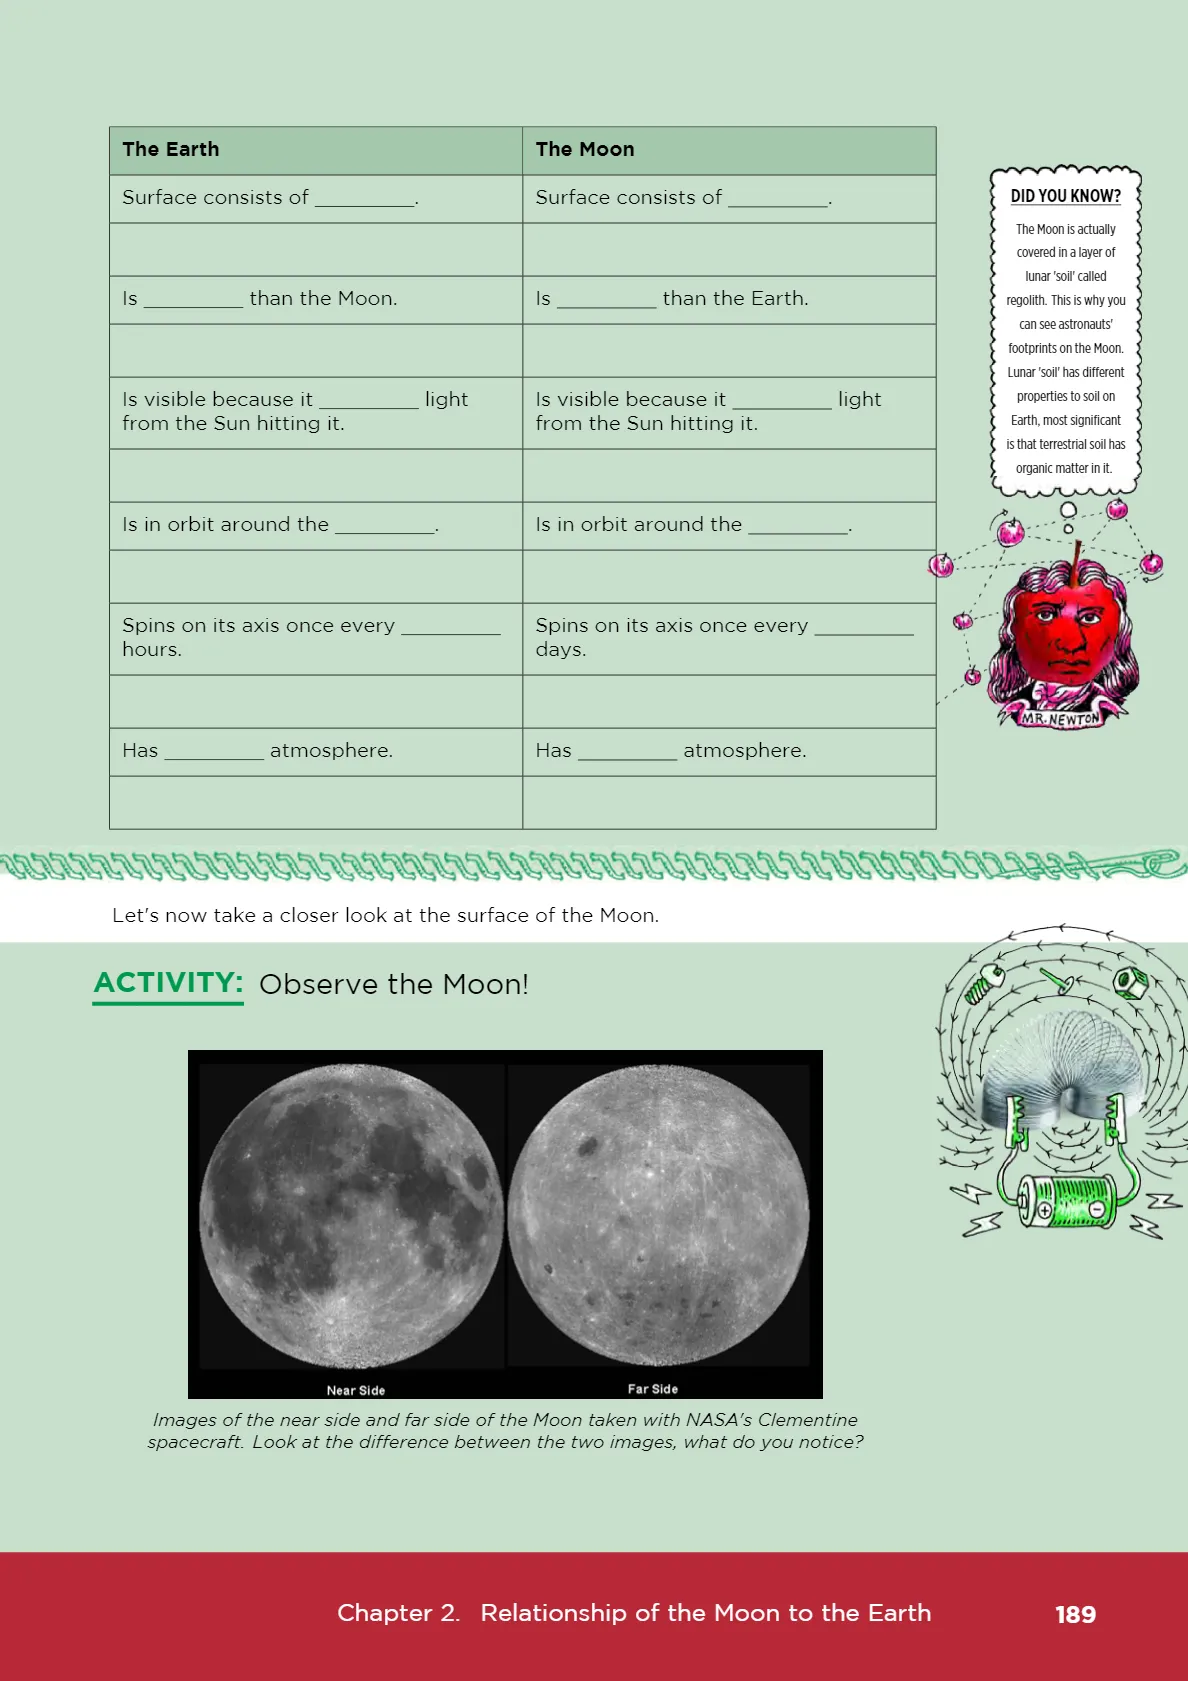 The Earth
The Moon
Surface consists of _________.
Surface consists of _________.
Is _________ than the Moon.
Is _________ than the Earth.
Is visible because it _________ light
from the Sun hitting it.
Is visible because it _________ light
from the Sun hitting it.
Is in orbit around the _________.
Is in orbit around the _________.
Spins on its axis once every _________
hours.
Spins on its axis once every _________
days.
Has _________ atmosphere.
Has _________ atmosphere.
DID YOU KNOW?
The Moon is actually
covered in a layer of
lunar 'soil' called
regolith. This is why you
can see astronauts'
footprints on the Moon.
Lunar 'soil' has different
properties to soil on
Earth, most significant
is that terrestrial soil has
organic matter in it.
MR. NEWTON
Let's now take a closer look at the surface of the Moon.
ACTIVITY: Observe the Moon!
Near Side
Far Side
Images of the near side and far side of the Moon taken with NASA's Clementine
spacecraft. Look at the difference between the two images, what do you notice?
Chapter 2. Relationship of the Moon to the Earth
189